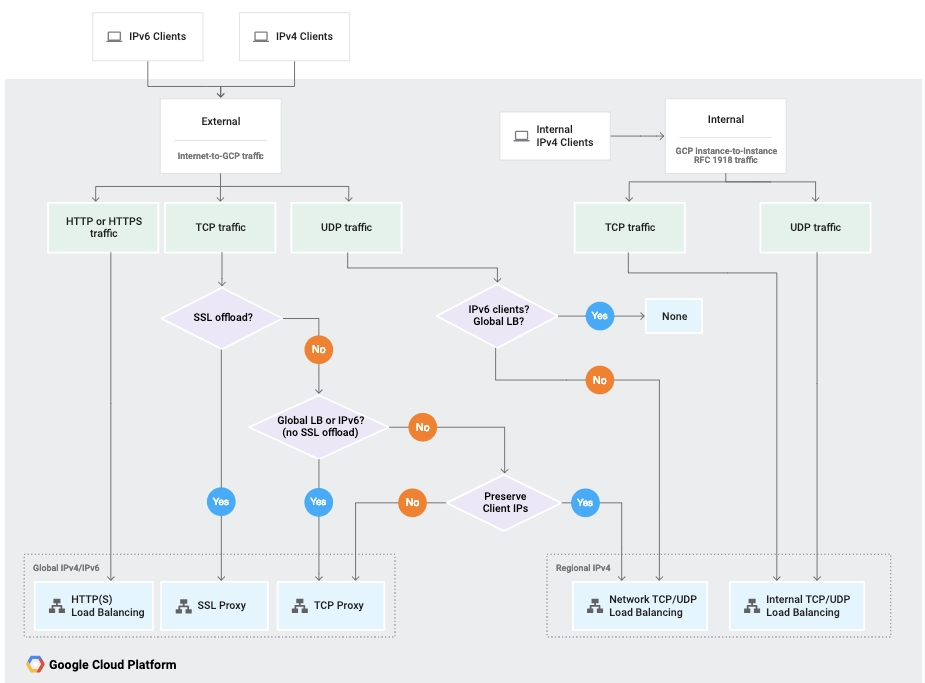 IPv6 Clients
IPv4 Clients
External
Internet-to-GCP traffic
Internal
IPv4 Clients
Internal
GCP instance-to-instance
RFC 1918 traffic
HTTP or HTTPS
traffic
TCP traffic
UDP traffic
TCP traffic
UDP traffic
SSL offload?
IPv6 clients?
Global LB?
Yes
None
No
No
Global LB or IPv6?
(no SSL offload)
No
Yes
Yes
No
Preserve
Client IPs
Yes
Global IPv4/IPv6
HTTP(S)
Load Balancing
SSL Proxy
TCP Proxy
Regional IPv4
Network TCP/UDP
Load Balancing
Internal TCP/UDP
Load Balancing
Google Cloud Platform